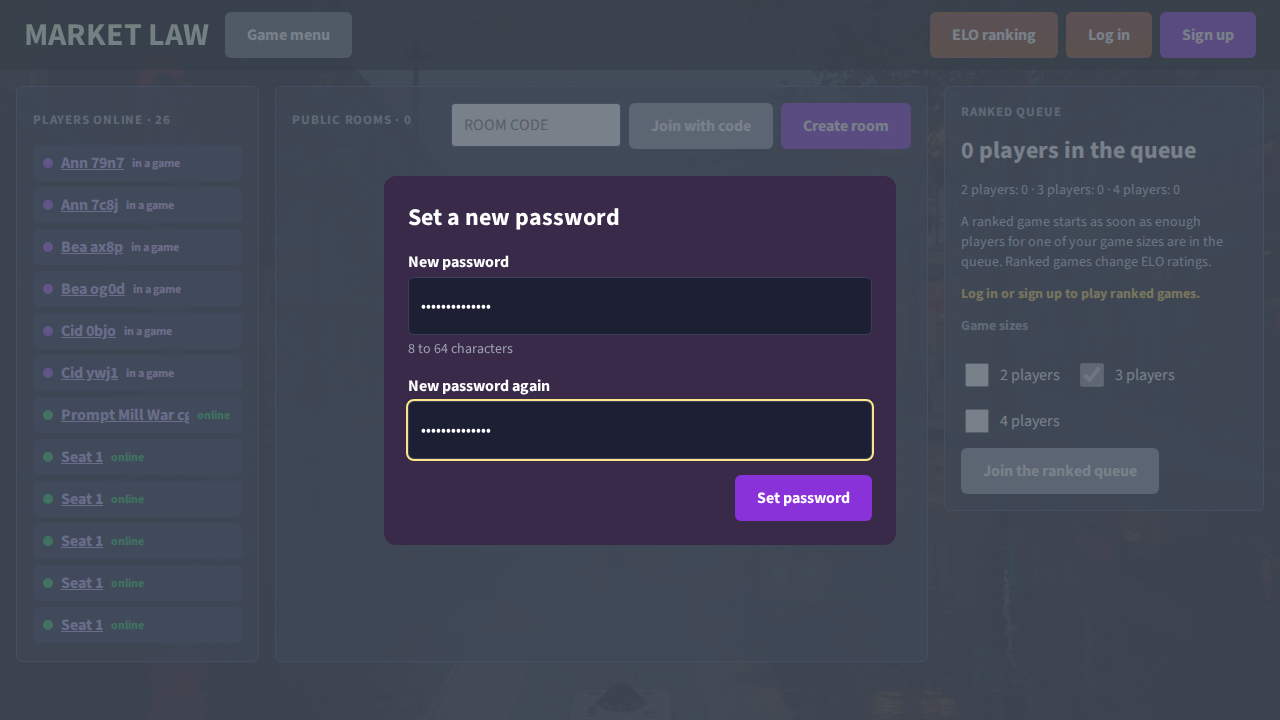 MARKET LAW
Game menu
ELO ranking
Log in
Sign up
PLAYERS ONLINE · 26
Ann 79n7 in a game
Ann 7c8j in a game
Bea ax8p in a game
Bea og0d in a game
Cid 0bjo in a game
Cid ywj1 in a game
Prompt Mill War cg online
Seat 1 online
Seat 1 online
Seat 1 online
Seat 1 online
Seat 1 online
PUBLIC ROOMS · 0
ROOM CODE
Join with code
Create room
Set a new password
New password
••••••••••••••
8 to 64 characters
New password again
••••••••••••••
Set password
RANKED QUEUE
0 players in the queue
2 players: 0 · 3 players: 0 · 4 players: 0
A ranked game starts as soon as enough
players for one of your game sizes are in the
queue. Ranked games change ELO ratings.
Log in or sign up to play ranked games.
Game sizes
2 players
3 players
4 players
Join the ranked queue